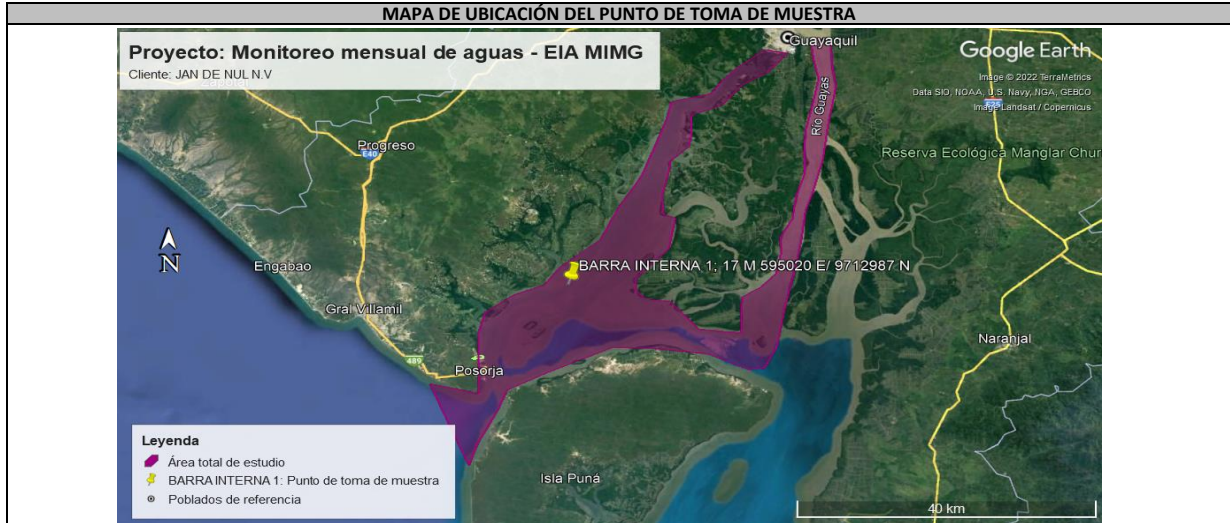 MAPA DE UBICACIÓN DEL PUNTO DE TOMA DE MUESTRA
Proyecto: Monitoreo mensual de aguas - EIA MIMG
Cliente: JAN DE NUL N.V
Guayaquil
Google Earth
Image © 2022 TerraMetrics
Data SIO, NOAA, U.S. Navy, NGA, GEBCO
Image Landsat / Copernicus
E25
Río Guayas
Progreso
E40
Reserva Ecológica Manglar Chur
N
Engabao
BARRA INTERNA 1; 17 M 595020 E/ 9712987 N
Gral Villamil
Naranjal
489
Posorja
Leyenda
Área total de estudio
BARRA INTERNA 1: Punto de toma de muestra
Poblados de referencia
Isla Puná
40 km